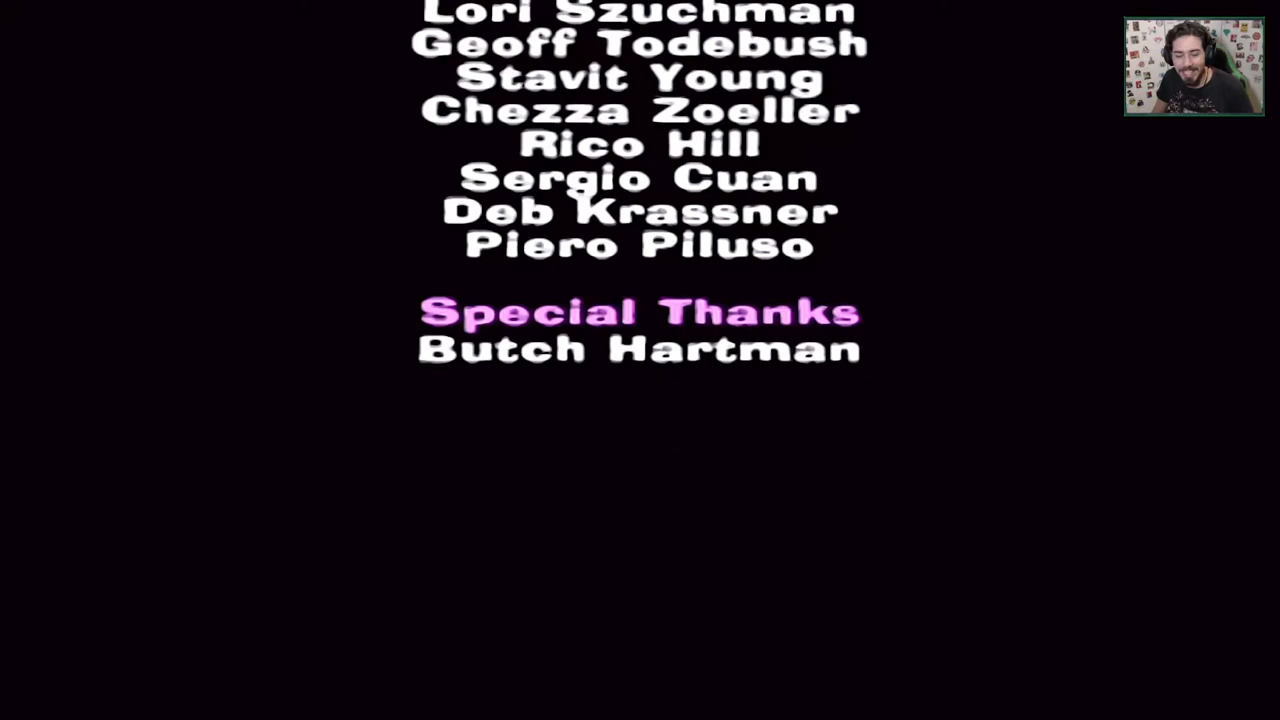 Lori Szuchman
Geoff Todebush
Stavit Young
Chezza Zoeller
Rico Hill
Sergio Cuan
Deb Krassner
Piero Piluso
Special Thanks
Butch Hartman